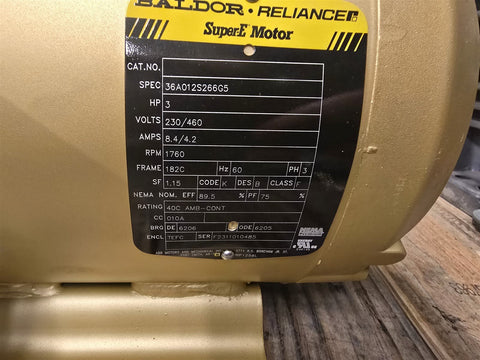 BALDOR • RELIANCE
Super-E Motor
CAT.NO.
SPEC 36A012S266G5
HP 3
VOLTS 230/460
AMPS 8.4/4.2
RPM 1760
FRAME 182C Hz 60 PH 3
SF 1.15 CODE K DES B CLASS F
NEMA NOM. EFF 89.5 % PF 75 %
RATING 40C AMB-CONT
CC 010A
BRG DE 6206 ODE 6205
ENCL TEFC SER F2311010485
NEMA